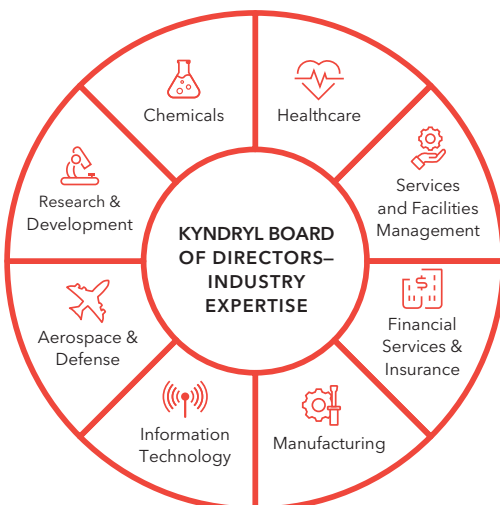 KYNDRYL BOARD
OF DIRECTORS—
INDUSTRY
EXPERTISE
Chemicals
Healthcare
Services
and Facilities
Management
Financial
Services &
Insurance
Manufacturing
Information
Technology
Aerospace &
Defense
Research &
Development
$